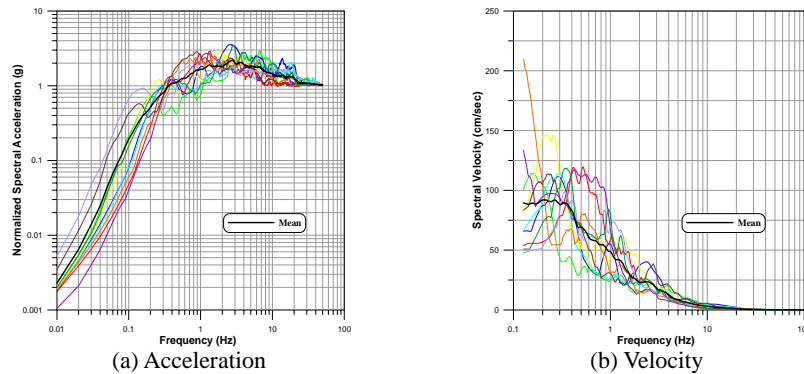 10
1
0.1
0.01
0.001
Normalized Spectral Acceleration (g)
Mean
0.01 0.1 1 10 100
Frequency (Hz)
(a) Acceleration
250
200
150
100
50
0
Spectral Velocity (cm/sec)
Mean
0.1 1 10 100
Frequency (Hz)
(b) Velocity